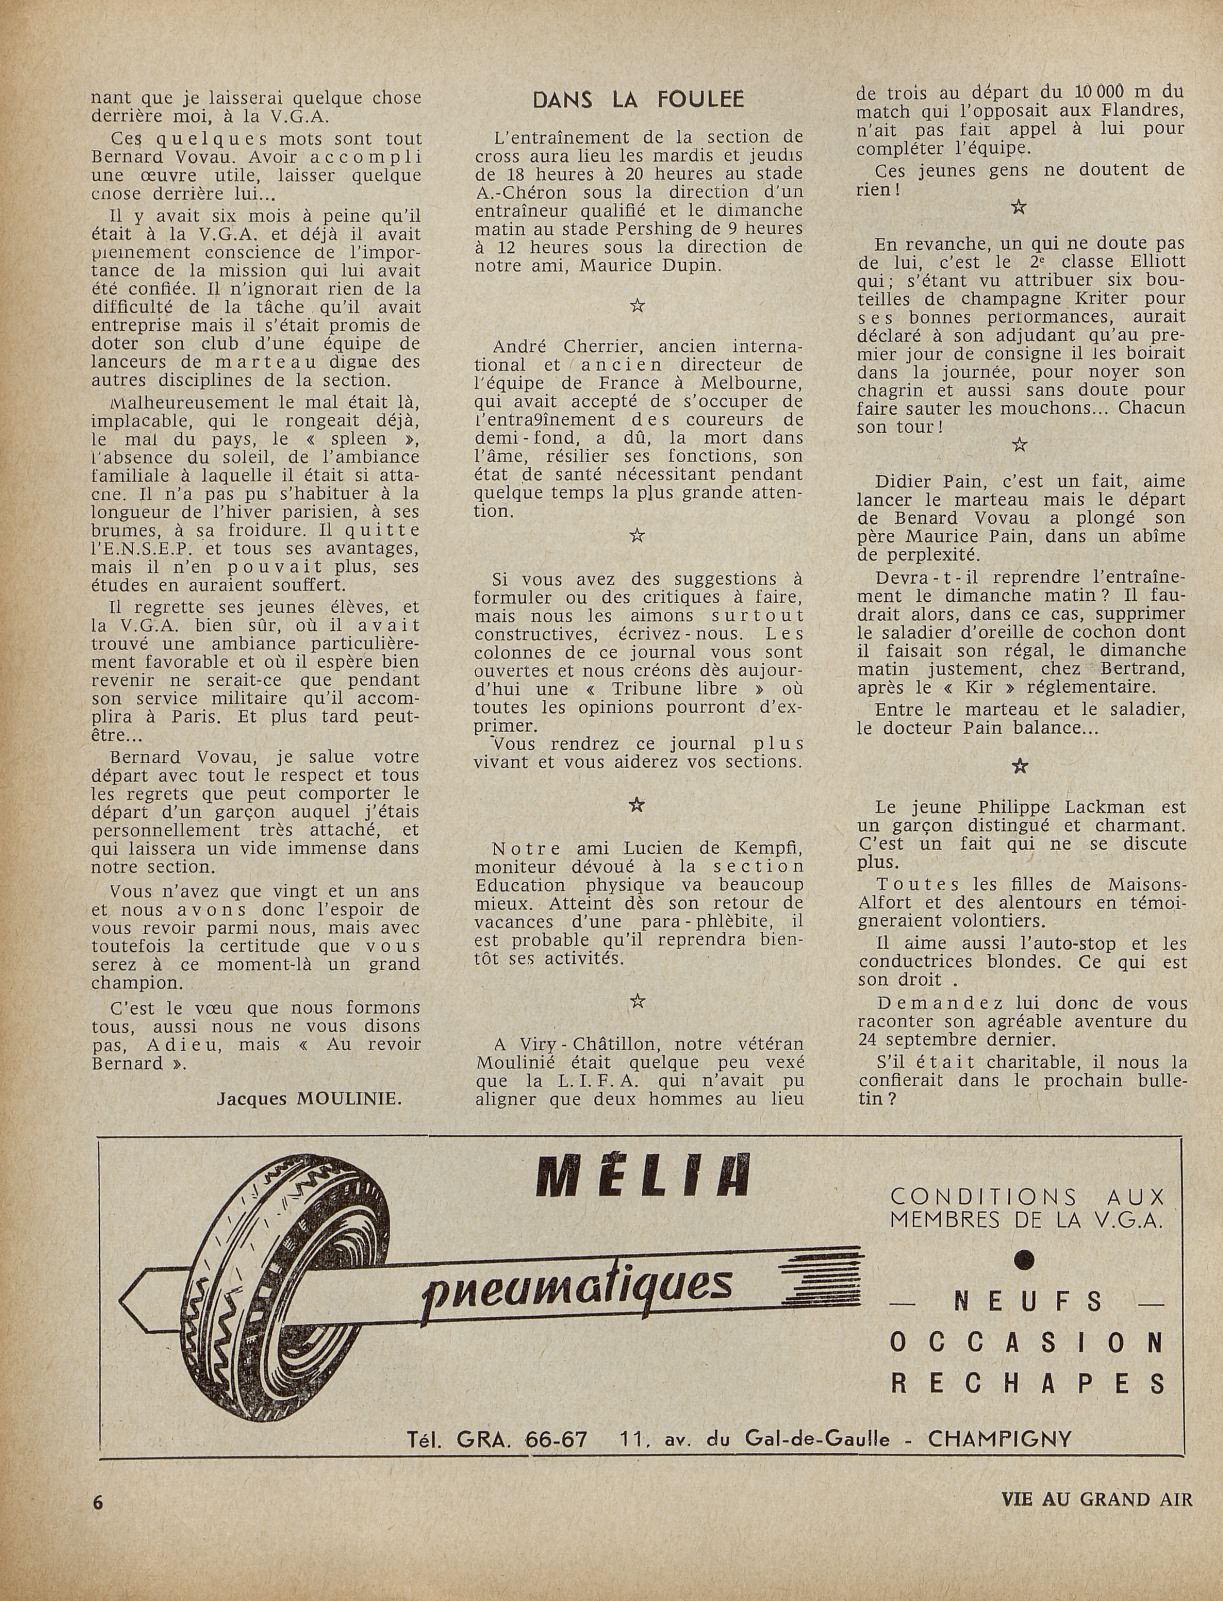 nant que je laisserai quelque chose
derrière moi, à la V.G.A.
Ces quelques mots sont tout
Bernard Vovau. Avoir accompli
une œuvre utile, laisser quelque
cnose derrière lui...
Il y avait six mois à peine qu'il
était à la V.G.A. et déjà il avait
pieinement conscience de l'impor-
tance de la mission qui lui avait
été confiée. Il n'ignorait rien de la
difficulté de la tâche qu'il avait
entreprise mais il s'était promis de
doter son club d'une équipe de
lanceurs de marteau digne des
autres disciplines de la section.
Malheureusement le mal était là,
implacable, qui le rongeait déjà,
le mal du pays, le « spleen »,
l'absence du soleil, de l'ambiance
familiale à laquelle il était si atta-
cne. Il n'a pas pu s'habituer à la
longueur de l'hiver parisien, à ses
brumes, à sa froidure. Il quitte
l'E.N.S.E.P. et tous ses avantages,
mais il n'en pouvait plus, ses
études en auraient souffert.
Il regrette ses jeunes élèves, et
la V.G.A. bien sûr, où il avait
trouvé une ambiance particulière-
ment favorable et où il espère bien
revenir ne serait-ce que pendant
son service militaire qu'il accom-
plira à Paris. Et plus tard peut-
être...
Bernard Vovau, je salue votre
départ avec tout le respect et tous
les regrets que peut comporter le
départ d'un garçon auquel j'étais
personnellement très attaché, et
qui laissera un vide immense dans
notre section.
Vous n'avez que vingt et un ans
et nous avons donc l'espoir de
vous revoir parmi nous, mais avec
toutefois la certitude que vous
serez à ce moment-là un grand
champion.
C'est le vœu que nous formons
tous, aussi nous ne vous disons
pas, Adieu, mais « Au revoir
Bernard ».
Jacques MOULINIE.
DANS LA FOULEE
L'entraînement de la section de
cross aura lieu les mardis et jeudis
de 18 heures à 20 heures au stade
A.-Chéron sous la direction d'un
entraîneur qualifié et le dimanche
matin au stade Pershing de 9 heures
à 12 heures sous la direction de
notre ami, Maurice Dupin.
☆
André Cherrier, ancien interna-
tional et ancien directeur de
l'équipe de France à Melbourne,
qui avait accepté de s'occuper de
l'entra9înement des coureurs de
demi-fond, a dû, la mort dans
l'âme, résilier ses fonctions, son
état de santé nécessitant pendant
quelque temps la plus grande atten-
tion.
☆
Si vous avez des suggestions à
formuler ou des critiques à faire,
mais nous les aimons surtout
constructives, écrivez-nous. Les
colonnes de ce journal vous sont
ouvertes et nous créons dès aujour-
d'hui une « Tribune libre » où
toutes les opinions pourront d'ex-
primer.
Vous rendrez ce journal plus
vivant et vous aiderez vos sections.
☆
Notre ami Lucien de Kempfi,
moniteur dévoué à la section
Education physique va beaucoup
mieux. Atteint dès son retour de
vacances d'une para-phlèbite, il
est probable qu'il reprendra bien-
tôt ses activités.
☆
A Viry-Châtillon, notre vétéran
Moulinié était quelque peu vexé
que la L.I.F.A. qui n'avait pu
aligner que deux hommes au lieu
de trois au départ du 10 000 m du
match qui l'opposait aux Flandres,
n'ait pas fait appel à lui pour
compléter l'équipe.
Ces jeunes gens ne doutent de
rien !
☆
En revanche, un qui ne doute pas
de lui, c'est le 2e classe Elliott
qui; s'étant vu attribuer six bou-
teilles de champagne Kriter pour
ses bonnes performances, aurait
déclaré à son adjudant qu'au pre-
mier jour de consigne il les boirait
dans la journée, pour noyer son
chagrin et aussi sans doute pour
faire sauter les mouchons... Chacun
son tour !
☆
Didier Pain, c'est un fait, aime
lancer le marteau mais le départ
de Benard Vovau a plongé son
père Maurice Pain, dans un abîme
de perplexité.
Devra-t-il reprendre l'entraîne-
ment le dimanche matin ? Il fau-
drait alors, dans ce cas, supprimer
le saladier d'oreille de cochon dont
il faisait son régal, le dimanche
matin justement, chez Bertrand,
après le « Kir » réglementaire.
Entre le marteau et le saladier,
le docteur Pain balance...
☆
Le jeune Philippe Lackman est
un garçon distingué et charmant.
C'est un fait qui ne se discute
plus.
Toutes les filles de Maisons-
Alfort et des alentours en témoi-
gneraient volontiers.
Il aime aussi l'auto-stop et les
conductrices blondes. Ce qui est
son droit .
Demandez lui donc de vous
raconter son agréable aventure du
24 septembre dernier.
S'il était charitable, il nous la
confierait dans le prochain bulle-
tin ?
MÉLIA
pneumatiques
CONDITIONS AUX
MEMBRES DE LA V.G.A.
●
— NEUFS —
OCCASION
RECHAPES
Tél. GRA. 66-67 11, av. du Gal-de-Gaulle - CHAMPIGNY
6
VIE AU GRAND AIR